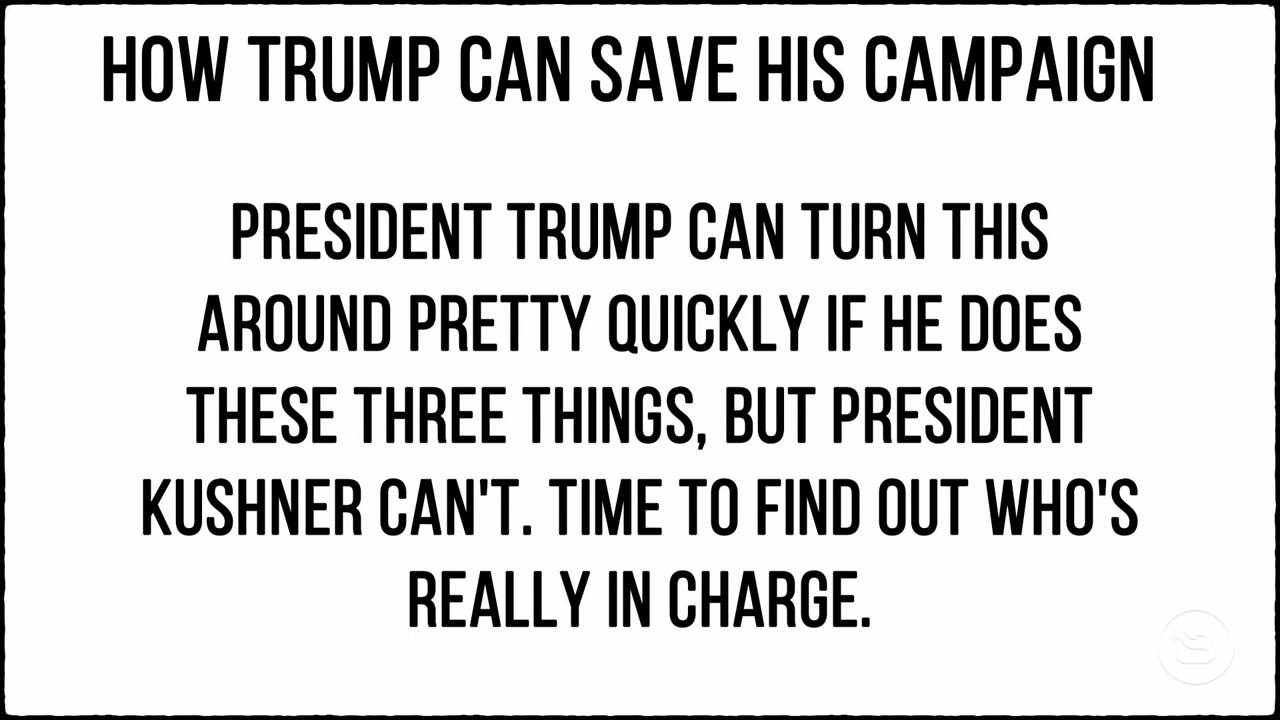 HOW TRUMP CAN SAVE HIS CAMPAIGN
PRESIDENT TRUMP CAN TURN THIS
AROUND PRETTY QUICKLY IF HE DOES
THESE THREE THINGS, BUT PRESIDENT
KUSHNER CAN'T. TIME TO FIND OUT WHO'S
REALLY IN CHARGE.